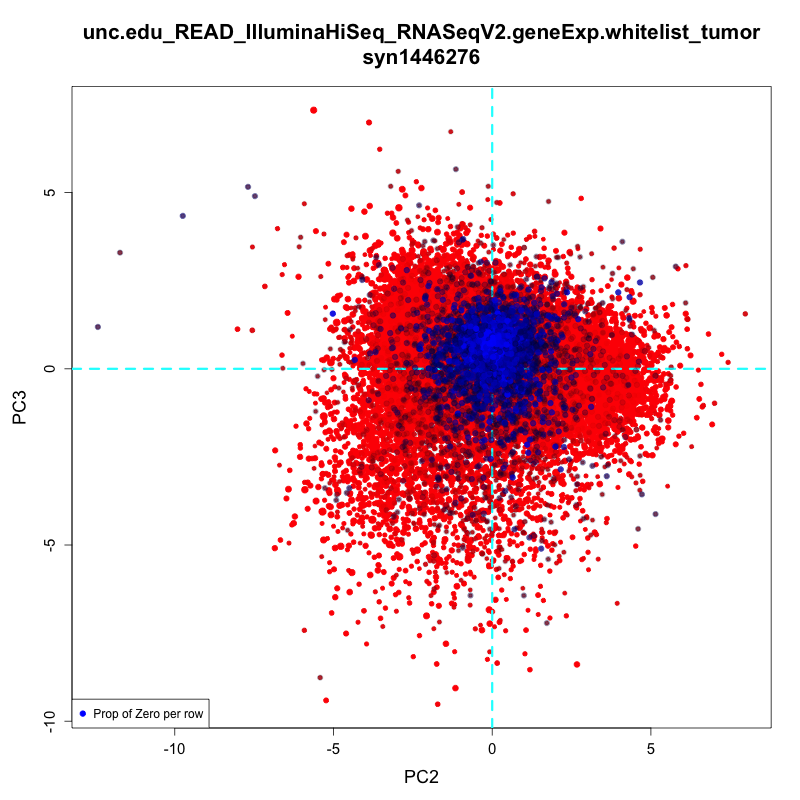 unc.edu_READ_IlluminaHiSeq_RNASeqV2.geneExp.whitelist_tumor
syn1446276
5
0
-5
-10
PC3
Prop of Zero per row
-10
-5
0
5
PC2